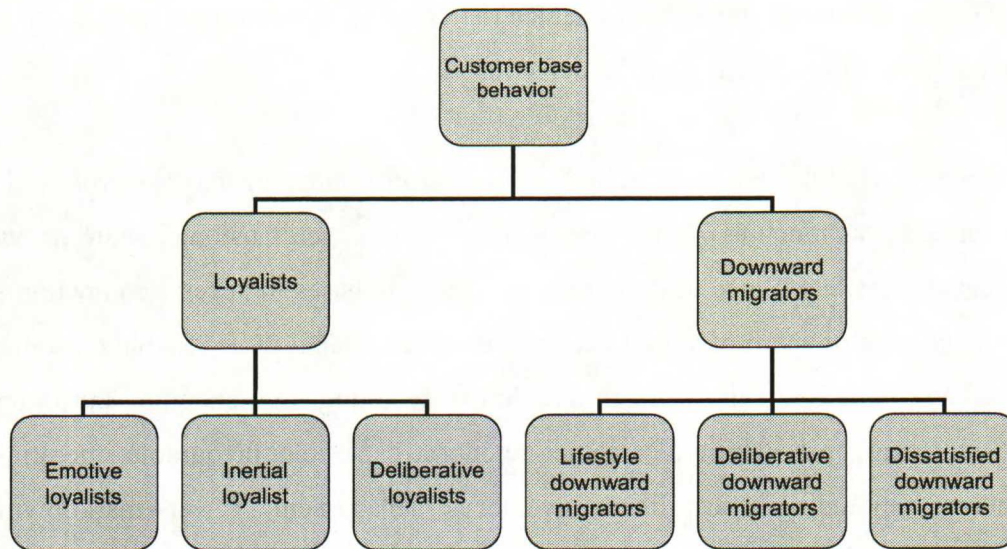 Customer base
behavior
Loyalists
Downward
migrators
Emotive
loyalists
Inertial
loyalist
Deliberative
loyalists
Lifestyle
downward
migrators
Deliberative
downward
migrators
Dissatisfied
downward
migrators